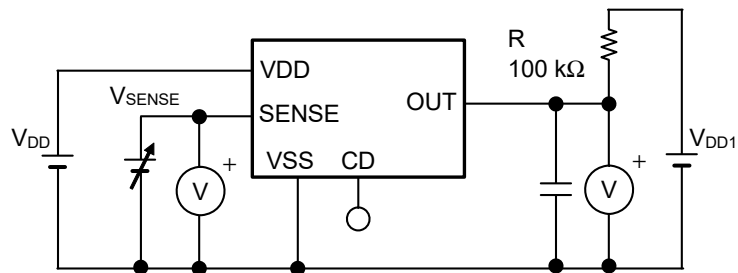 R
100 kΩ
VDD
VSENSE
SENSE
OUT
VDD
VDD1
VSS
CD
+
V
+
V